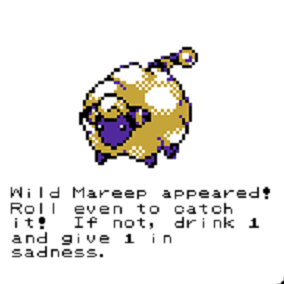 Wild Mareep appeared!
Roll even to catch
it! If not, drink 1
and give 1 in
sadness.